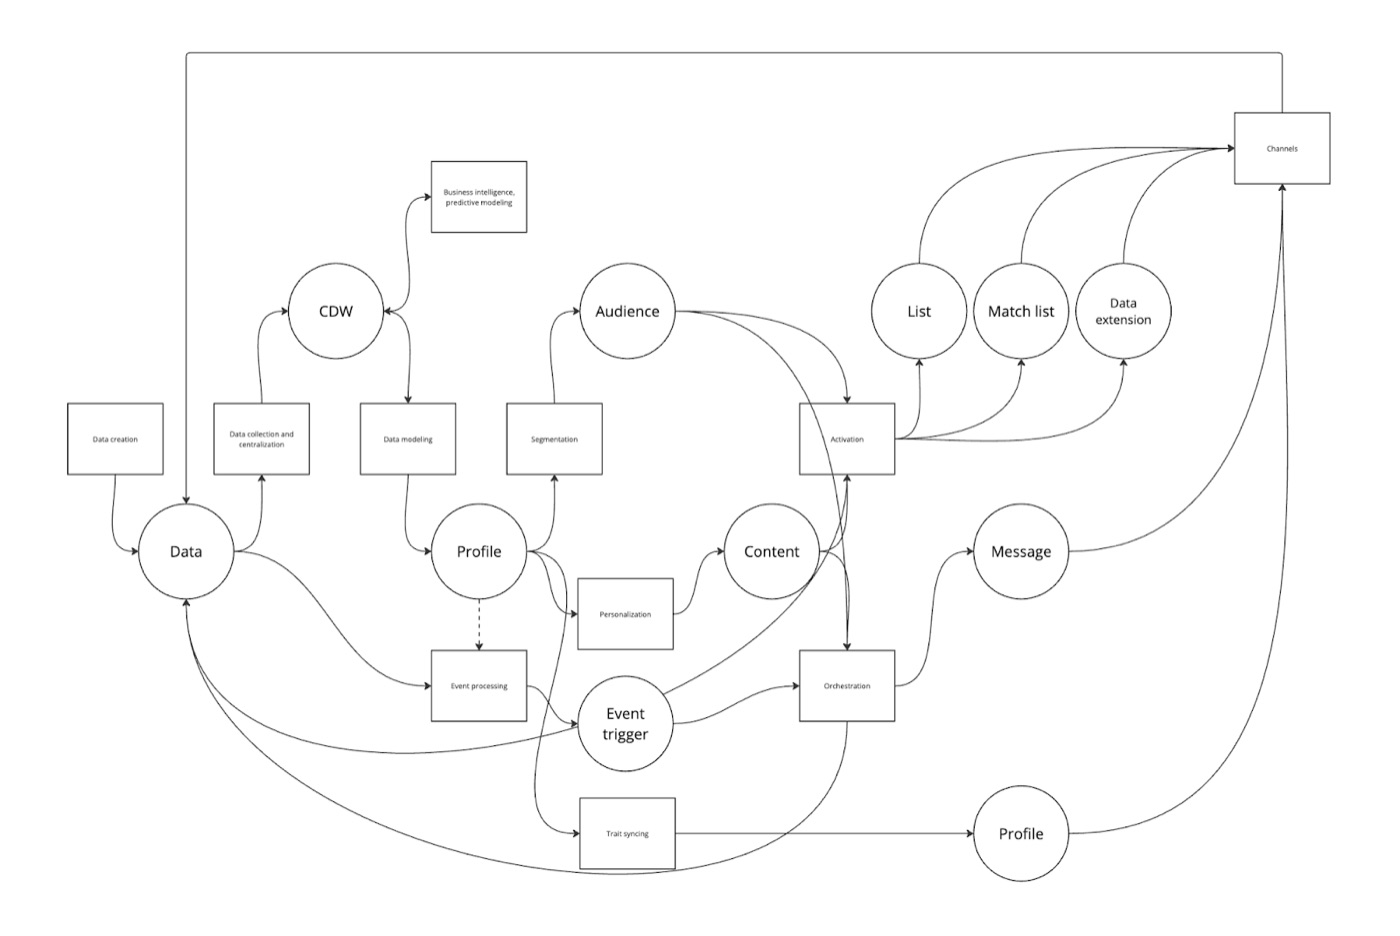 Channels
Business intelligence,
predictive modeling
CDW
Audience
List
Match list
Data
extension
Data creation
Data collection and
centralization
Data modeling
Segmentation
Activation
Data
Profile
Content
Message
Personalization
Event processing
Event
trigger
Orchestration
Trait syncing
Profile